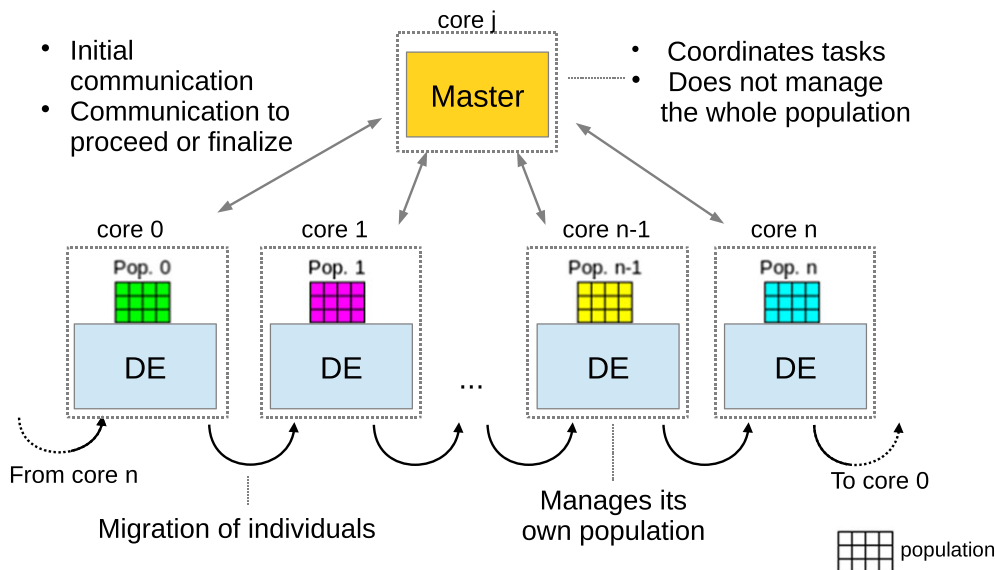 core j
• Initial
communication
• Communication to
proceed or finalize
Master
• Coordinates tasks
• Does not manage
the whole population
core 0
core 1
core n-1
core n
Pop. 0
Pop. 1
Pop. n-1
Pop. n
DE
DE
...
DE
DE
From core n
To core 0
Migration of individuals
Manages its
own population
population